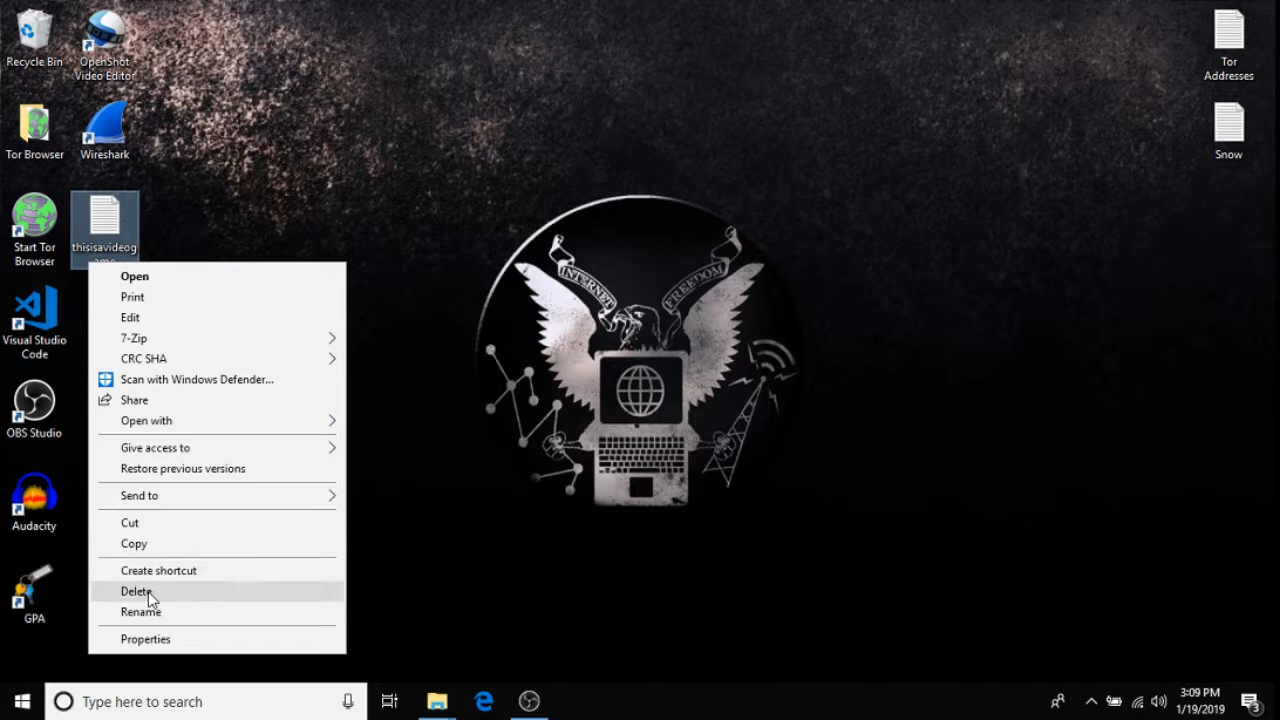 Recycle Bin
OpenShot
Video Editor
Tor
Addresses
Tor Browser
Wireshark
Snow
Start Tor
Browser
thisisavideog
Visual Studio
Code
OBS Studio
Audacity
GPA
Open
Print
Edit
7-Zip
CRC SHA
Scan with Windows Defender...
Share
Open with
Give access to
Restore previous versions
Send to
Cut
Copy
Create shortcut
Delete
Rename
Properties
INTERNET
FREEDOM
Type here to search
3:09 PM
1/19/2019
3